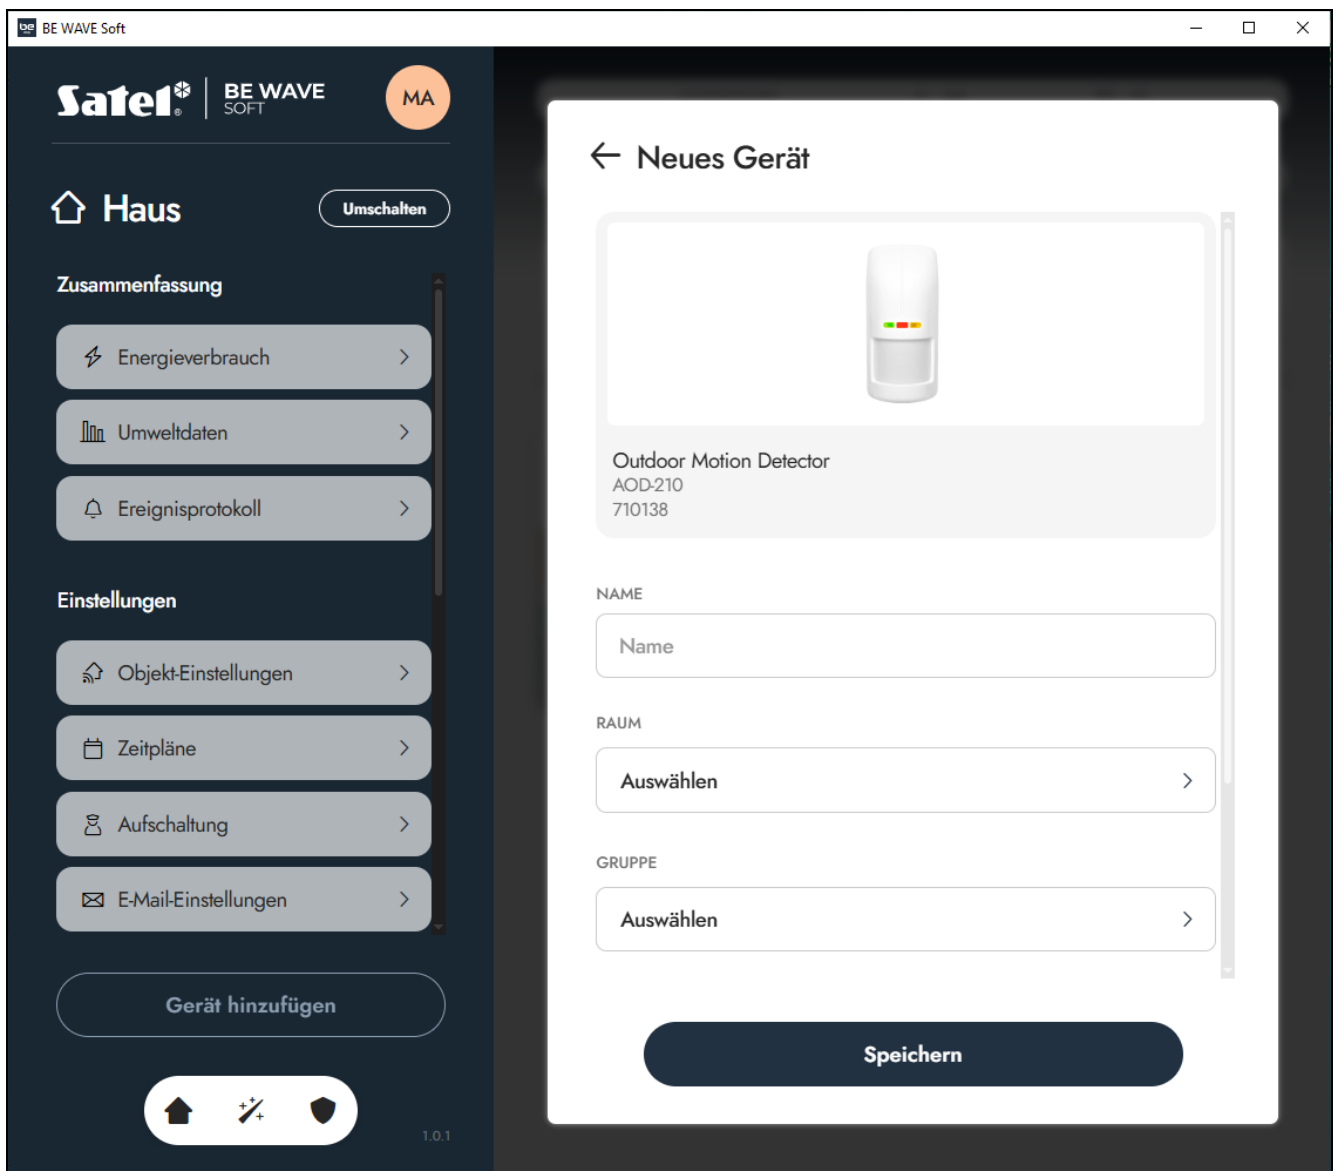 be BE WAVE Soft
Satel® BE WAVE SOFT MA
Haus Umschalten
Zusammenfassung
Energieverbrauch
Umweltdaten
Ereignisprotokoll
Einstellungen
Objekt-Einstellungen
Zeitpläne
Aufschaltung
E-Mail-Einstellungen
Gerät hinzufügen
1.0.1
Neues Gerät
Outdoor Motion Detector
AOD-210
710138
NAME
Name
RAUM
Auswählen
GRUPPE
Auswählen
Speichern